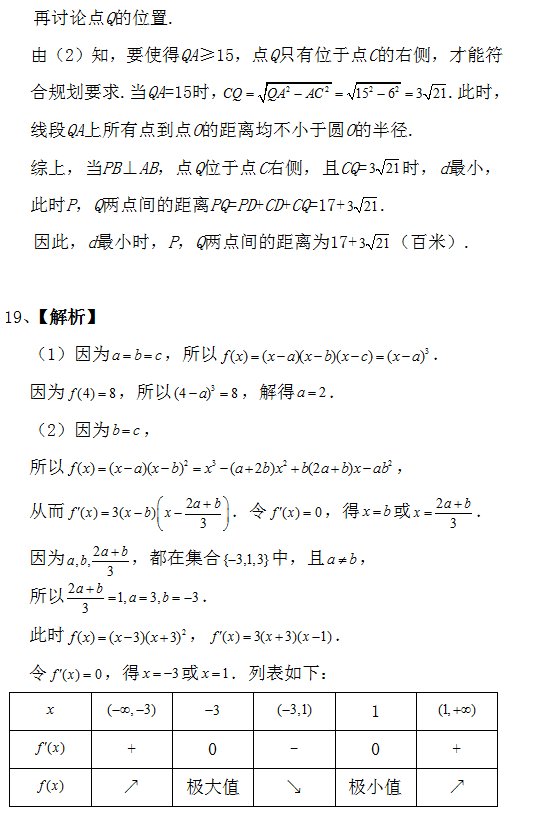 再讨论点Q的位置.
由（2）知，要使得QA≥15，点Q只有位于点C的右侧，才能符
合规划要求.当QA=15时，CQ=√(QA²−AC²)=√(15²−6²)=3√21.此时，
线段QA上所有点到点O的距离均不小于圆O的半径.
综上，当PB⊥AB，点Q位于点C右侧，且CQ=3√21时，d最小，
此时P，Q两点间的距离PQ=PD+CD+CQ=17+3√21.
因此，d最小时，P，Q两点间的距离为17+3√21（百米）.
19、【解析】
（1）因为a=b=c，所以f(x)=(x−a)(x−b)(x−c)=(x−a)³.
因为f(4)=8，所以(4−a)³=8，解得a=2.
（2）因为b=c，
所以f(x)=(x−a)(x−b)²=x³−(a+2b)x²+b(2a+b)x−ab²，
从而f′(x)=3(x−b)(x−(2a+b)/3). 令f′(x)=0，得x=b或x=(2a+b)/3.
因为a,b,(2a+b)/3，都在集合{−3,1,3}中，且a≠b，
所以(2a+b)/3=1,a=3,b=−3.
此时f(x)=(x−3)(x+3)²，f′(x)=3(x+3)(x−1).
令f′(x)=0，得x=−3或x=1. 列表如下：
x (−∞,−3) −3 (−3,1) 1 (1,+∞)
f′(x) + 0 − 0 +
f(x) ↗ 极大值 ↘ 极小值 ↗